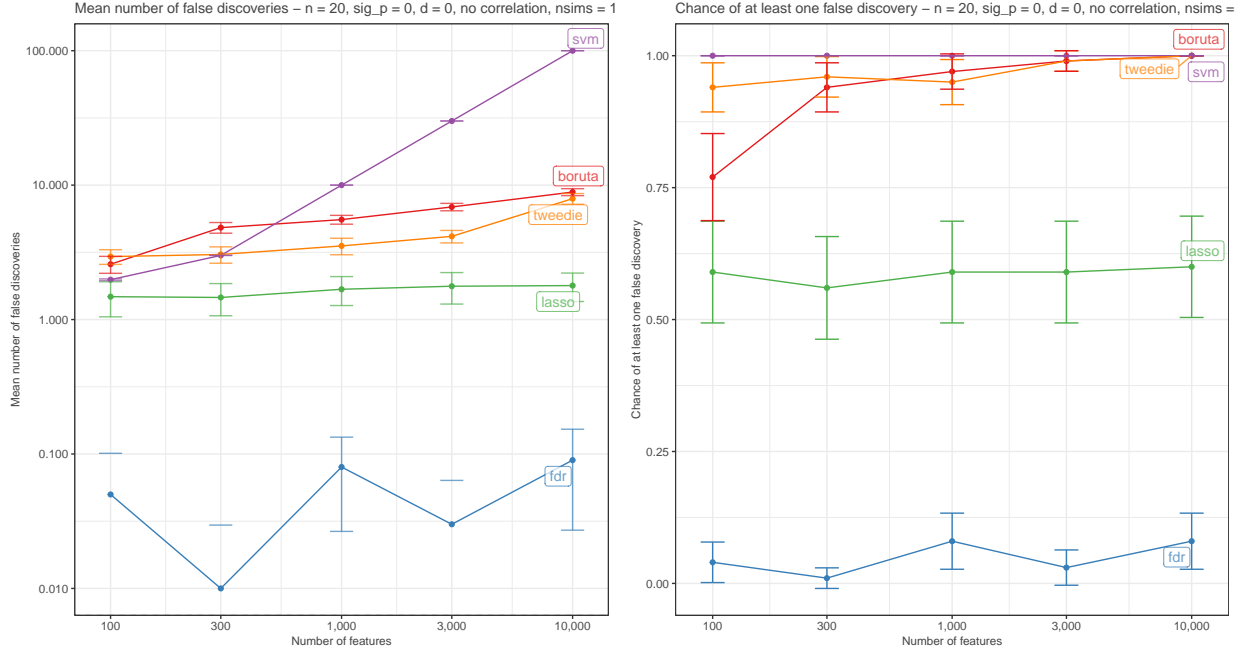 Mean number of false discoveries − n = 20, sig_p = 0, d = 0, no correlation, nsims = 1
100.000
10.000
1.000
0.100
0.010
Mean number of false discoveries
svm
boruta
tweedie
lasso
fdr
100
300
1,000
3,000
10,000
Number of features
Chance of at least one false discovery − n = 20, sig_p = 0, d = 0, no correlation, nsims =
1.00
0.75
0.50
0.25
0.00
Chance of at least one false discovery
boruta
tweedie
svm
lasso
fdr
100
300
1,000
3,000
10,000
Number of features